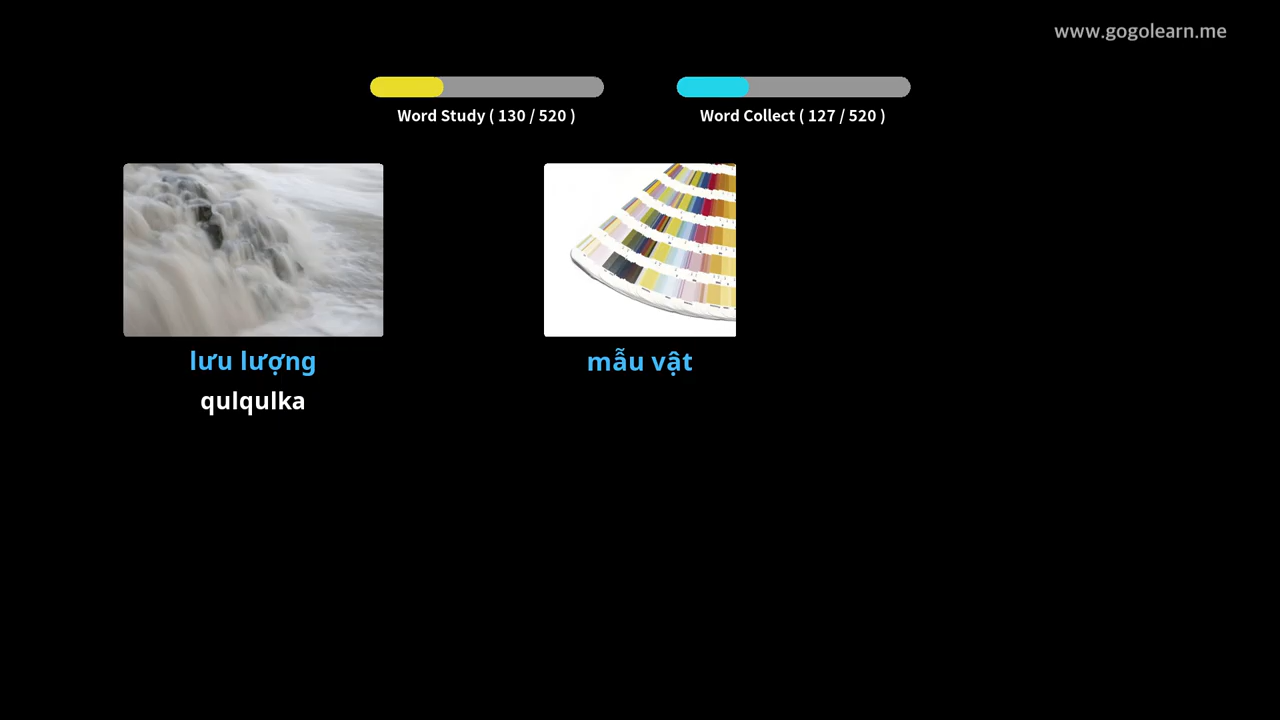 www.gogolearn.me
Word Study ( 130 / 520 )
Word Collect ( 127 / 520 )
lưu lượng
qulqulka
mẫu vật